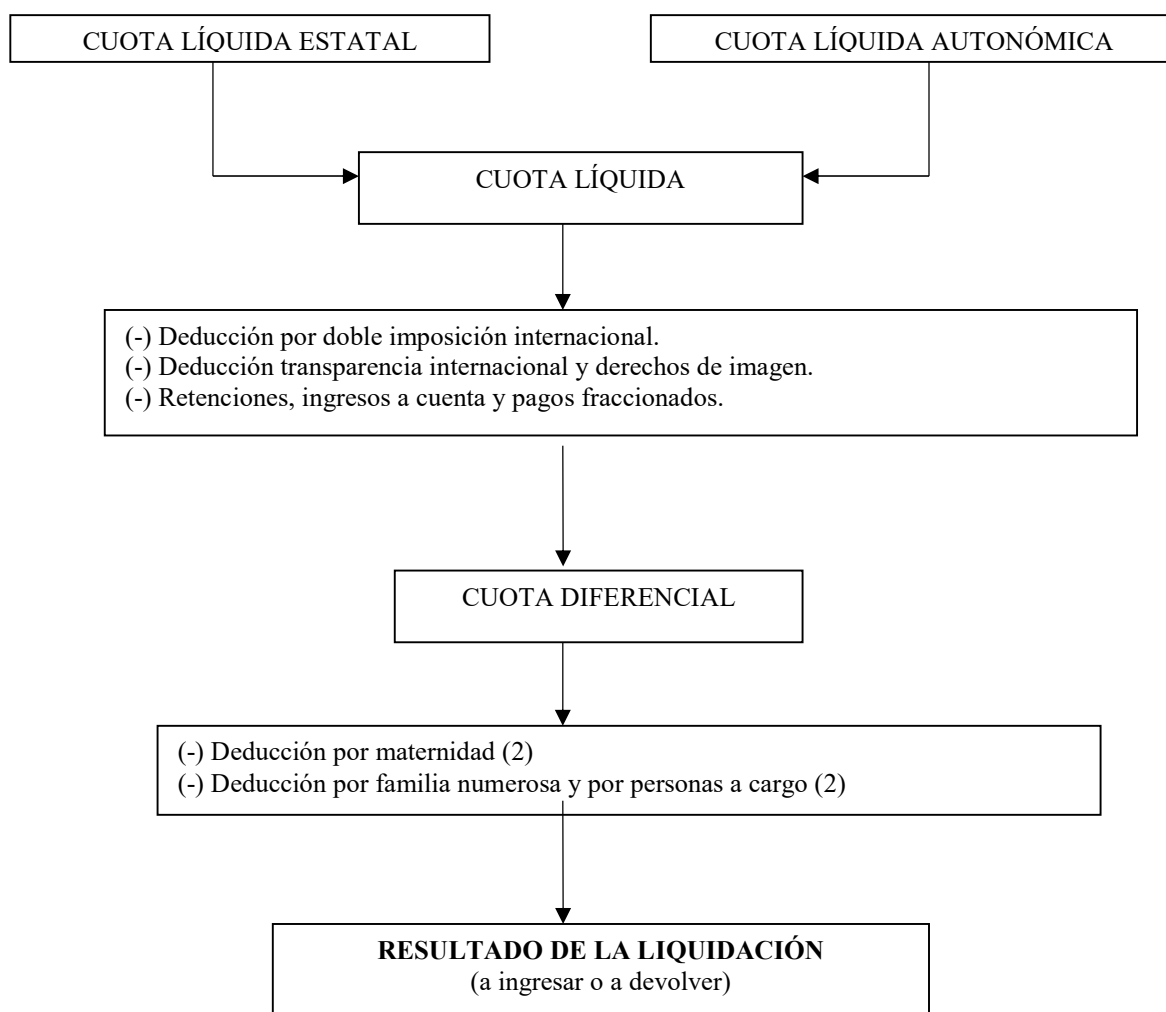 CUOTA LÍQUIDA ESTATAL
CUOTA LÍQUIDA AUTONÓMICA
CUOTA LÍQUIDA
(-) Deducción por doble imposición internacional.
(-) Deducción transparencia internacional y derechos de imagen.
(-) Retenciones, ingresos a cuenta y pagos fraccionados.
CUOTA DIFERENCIAL
(-) Deducción por maternidad (2)
(-) Deducción por familia numerosa y por personas a cargo (2)
RESULTADO DE LA LIQUIDACIÓN
(a ingresar o a devolver)